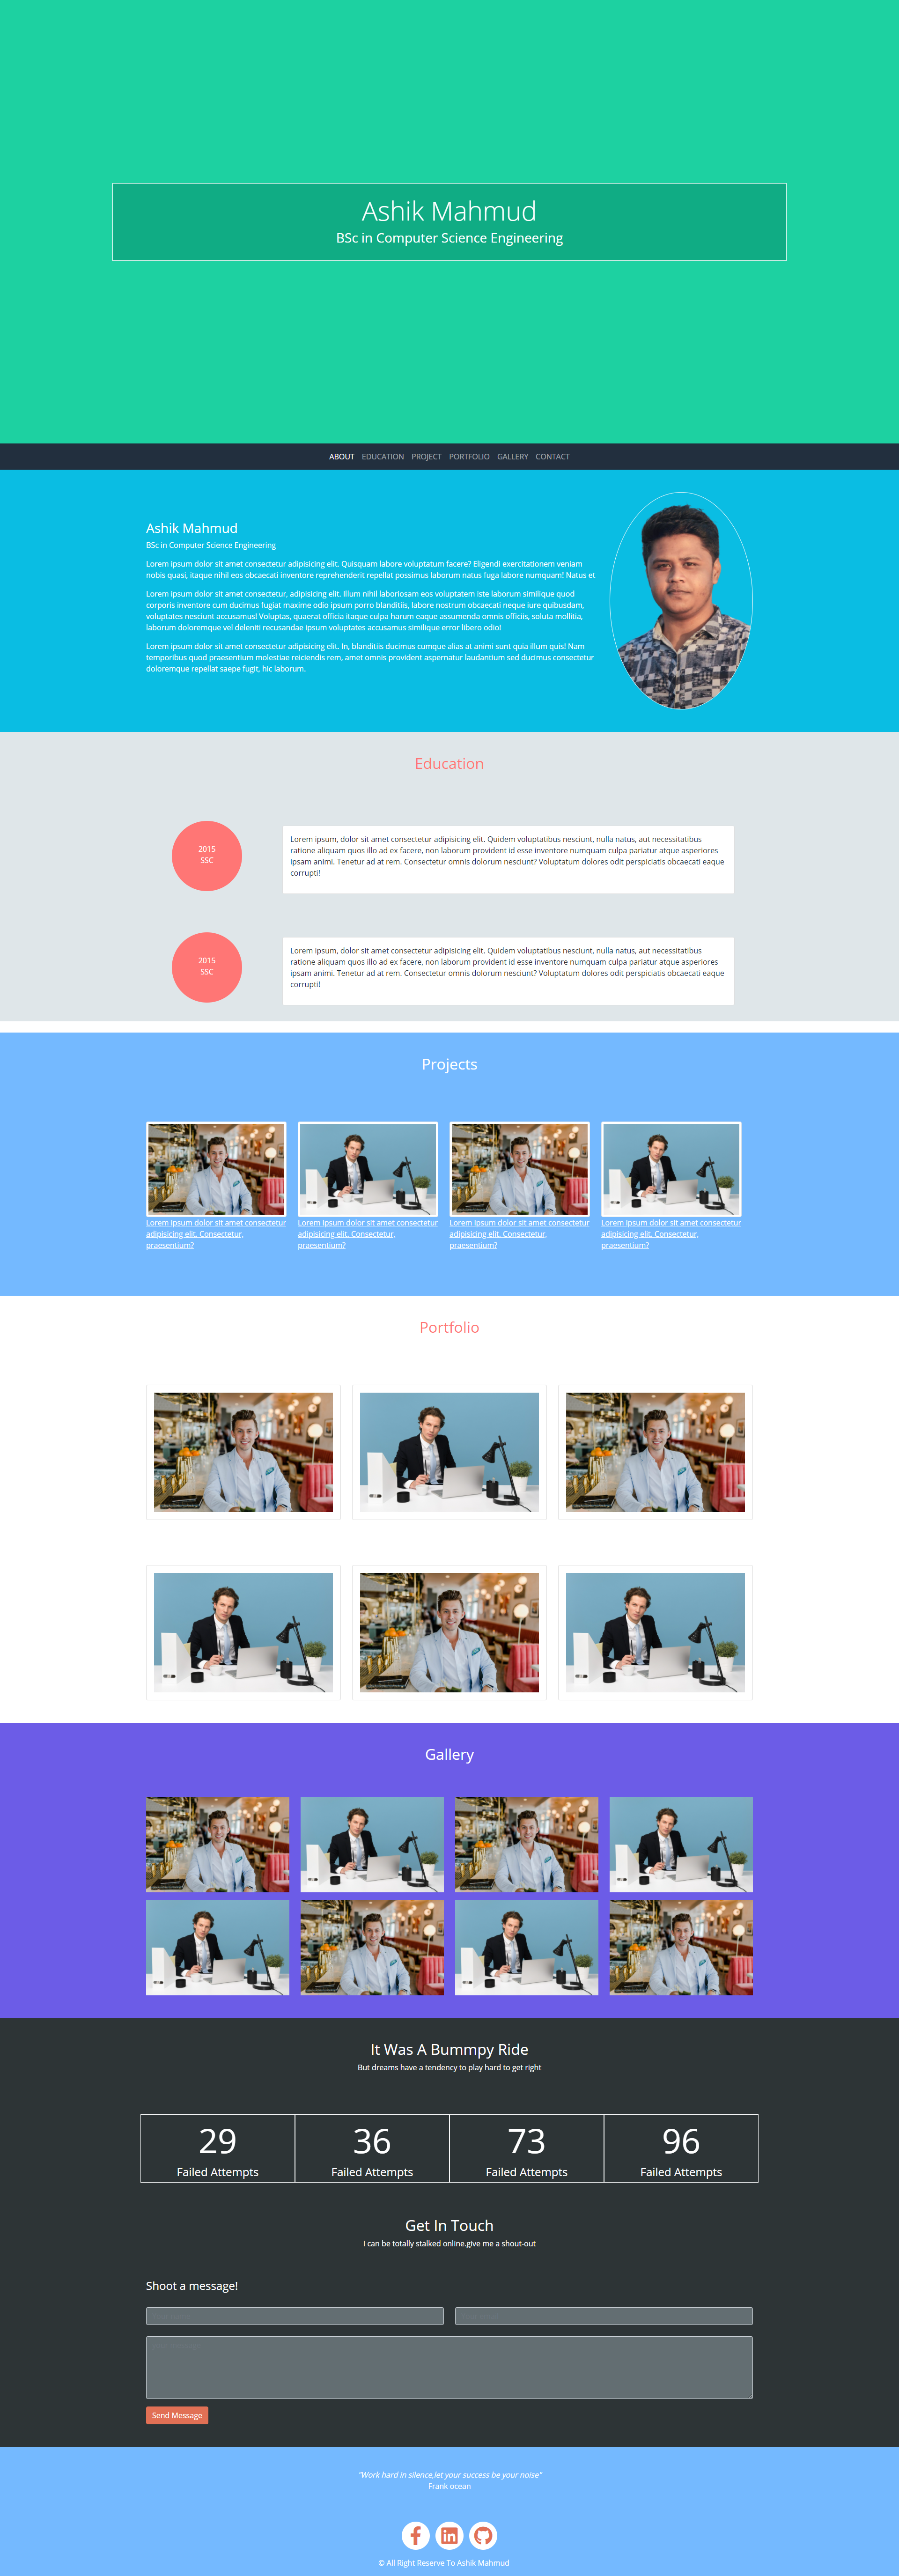 Ashik Mahmud
BSc in Computer Science Engineering
ABOUT EDUCATION PROJECT PORTFOLIO GALLERY CONTACT
Ashik Mahmud
BSc in Computer Science Engineering
Lorem ipsum dolor sit amet consectetur adipisicing elit. Quisquam labore voluptatum facere? Eligendi exercitationem veniam
nobis quasi, itaque nihil eos obcaecati inventore reprehenderit repellat possimus laborum natus fuga labore numquam! Natus et
Lorem ipsum dolor sit amet consectetur, adipisicing elit. Illum nihil laboriosam eos voluptatem iste laborum similique quod
corporis inventore cum ducimus fugiat maxime odio ipsum porro blanditiis, labore nostrum obcaecati neque iure quibusdam,
voluptates nesciunt accusamus! Voluptas, quaerat officia itaque culpa harum eaque assumenda omnis officiis, soluta mollitia,
laborum doloremque vel deleniti recusandae ipsum voluptates accusamus similique error libero odio!
Lorem ipsum dolor sit amet consectetur adipisicing elit. In, blanditiis ducimus cumque alias at animi sunt quia illum quis! Nam
temporibus quod praesentium molestiae reiciendis rem, amet omnis provident aspernatur laudantium sed ducimus consectetur
doloremque repellat saepe fugit, hic laborum.
Education
2015
SSC
Lorem ipsum, dolor sit amet consectetur adipisicing elit. Quidem voluptatibus nesciunt, nulla natus, aut necessitatibus
ratione aliquam quos illo ad ex facere, non laborum provident id esse inventore numquam culpa pariatur atque asperiores
ipsam animi. Tenetur ad at rem. Consectetur omnis dolorum nesciunt? Voluptatum dolores odit perspiciatis obcaecati eaque
corrupti!
2015
SSC
Lorem ipsum, dolor sit amet consectetur adipisicing elit. Quidem voluptatibus nesciunt, nulla natus, aut necessitatibus
ratione aliquam quos illo ad ex facere, non laborum provident id esse inventore numquam culpa pariatur atque asperiores
ipsam animi. Tenetur ad at rem. Consectetur omnis dolorum nesciunt? Voluptatum dolores odit perspiciatis obcaecati eaque
corrupti!
Projects
Lorem ipsum dolor sit amet consectetur
adipisicing elit. Consectetur,
praesentium?
Lorem ipsum dolor sit amet consectetur
adipisicing elit. Consectetur,
praesentium?
Lorem ipsum dolor sit amet consectetur
adipisicing elit. Consectetur,
praesentium?
Lorem ipsum dolor sit amet consectetur
adipisicing elit. Consectetur,
praesentium?
Portfolio
Gallery
It Was A Bummpy Ride
But dreams have a tendency to play hard to get right
29
Failed Attempts
36
Failed Attempts
73
Failed Attempts
96
Failed Attempts
Get In Touch
I can be totally stalked online.give me a shout-out
Shoot a message!
Send Message
"Work hard in silence,let your success be your noise"
Frank ocean
© All Right Reserve To Ashik Mahmud